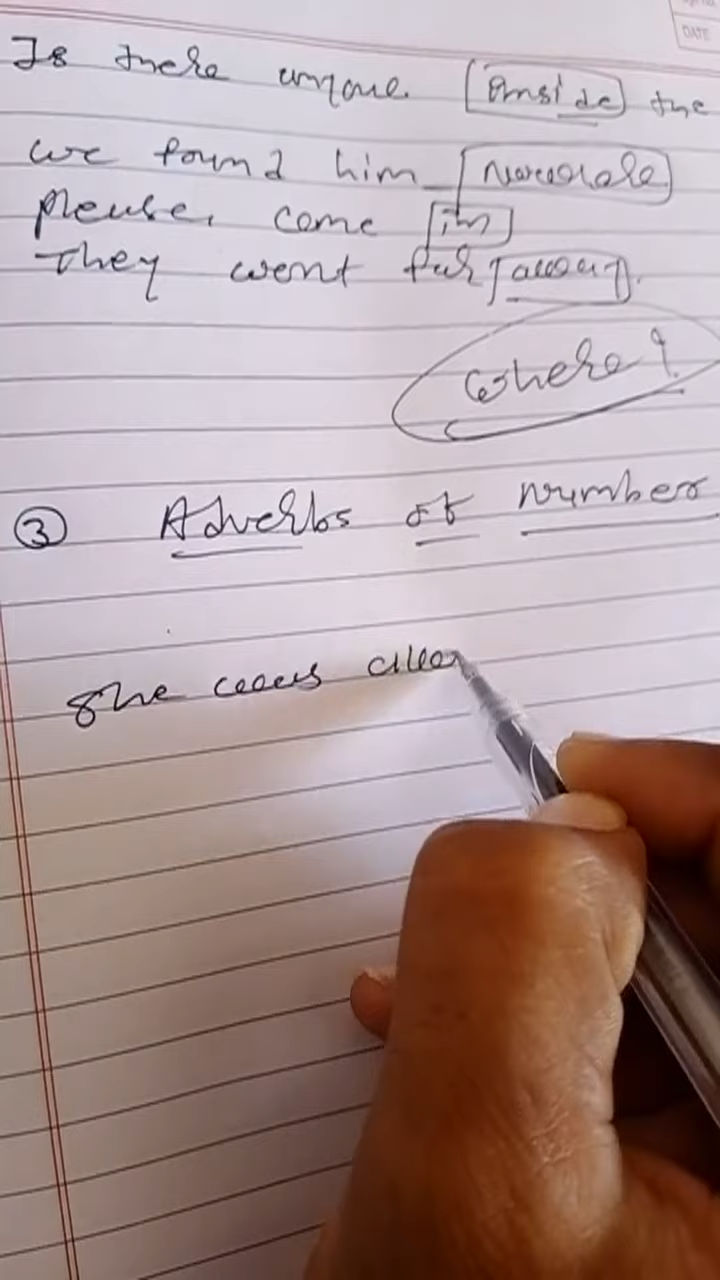 DATE
Is there anyone inside the
we found him nowhere
please, come in
They went far away.
where?
③ Adverbs of number
She was